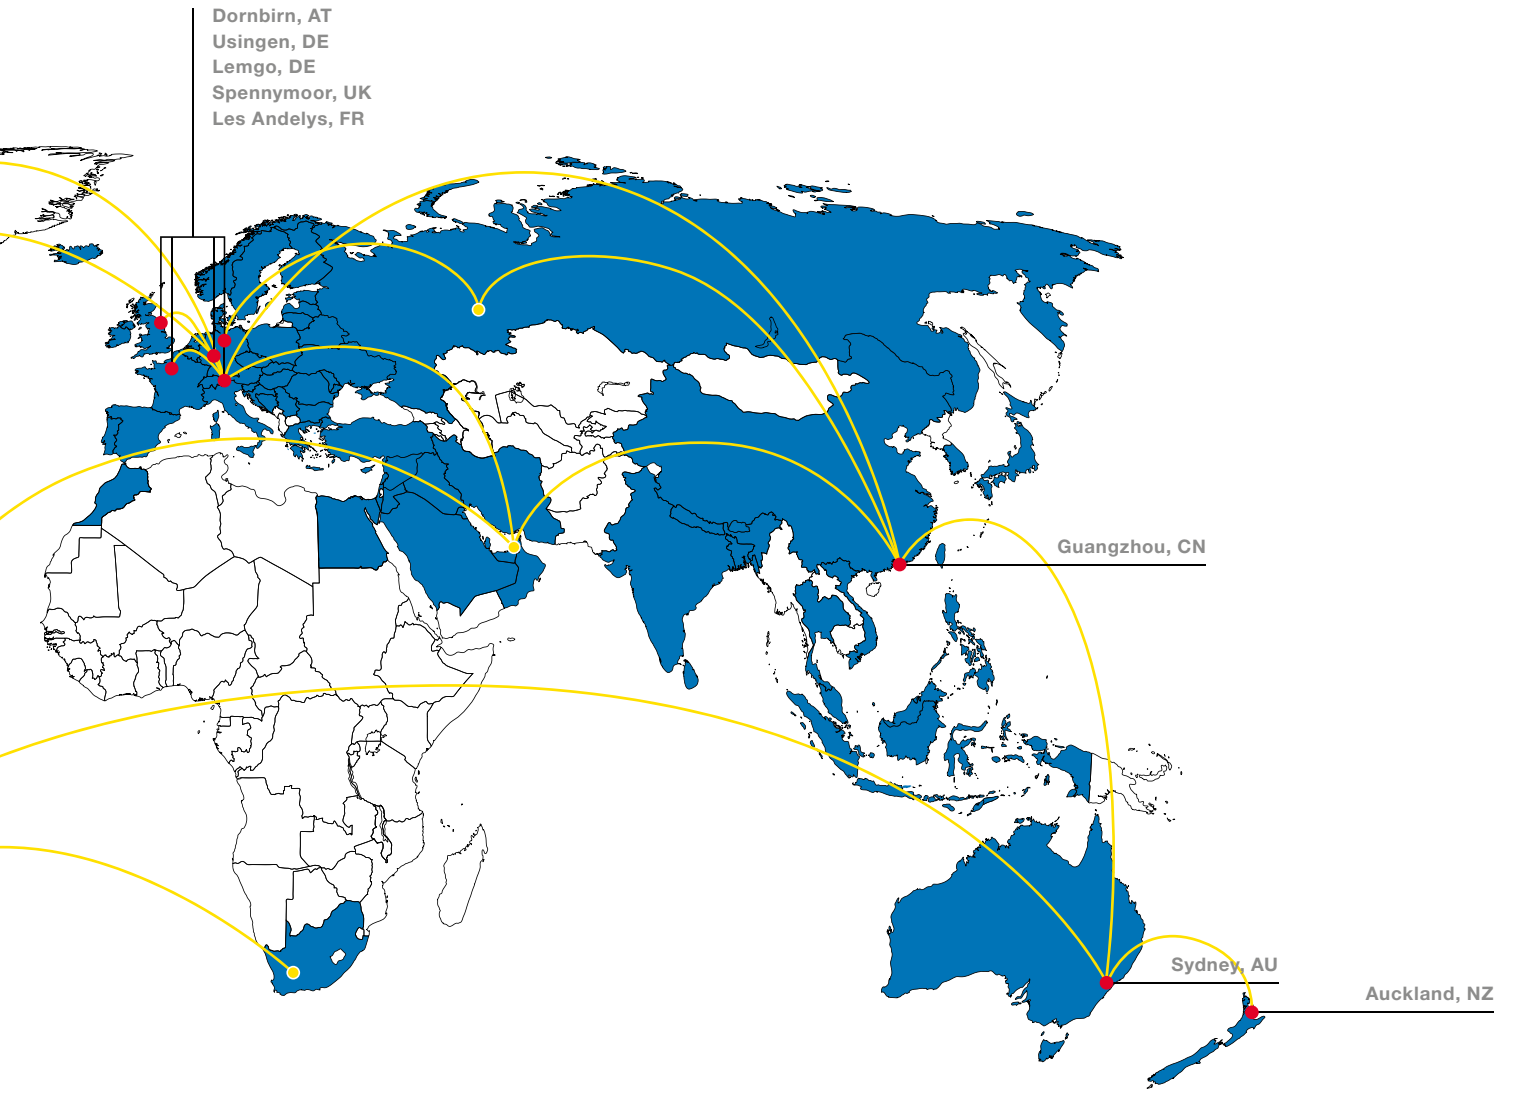 Dornbirn, AT
Usingen, DE
Lemgo, DE
Spennymoor, UK
Les Andelys, FR
Guangzhou, CN
Sydney, AU
Auckland, NZ